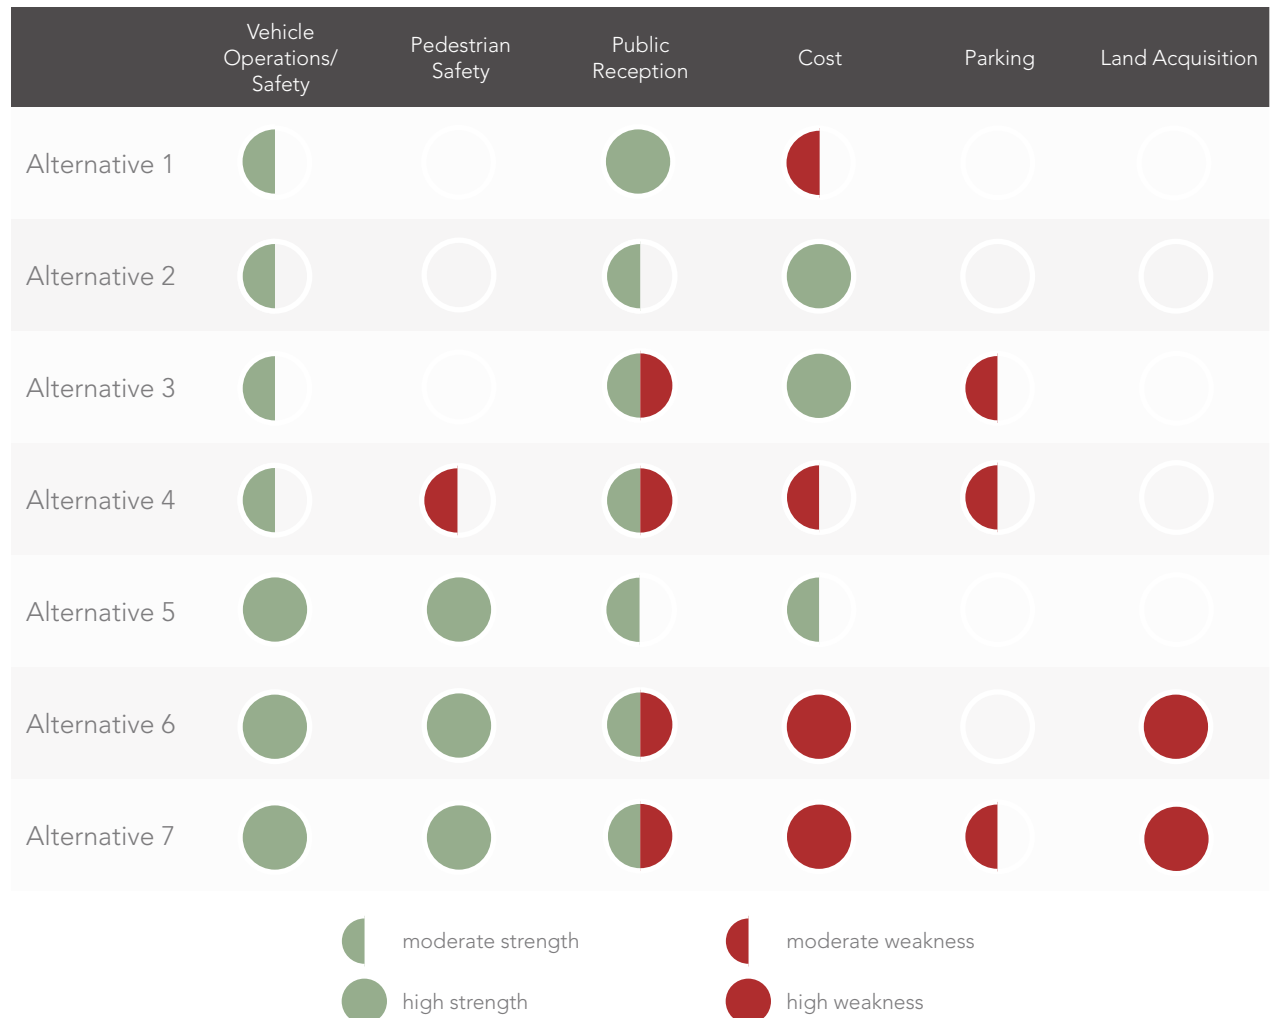 Vehicle
Operations/
Safety
Pedestrian
Safety
Public
Reception
Cost
Parking
Land Acquisition
Alternative 1
Alternative 2
Alternative 3
Alternative 4
Alternative 5
Alternative 6
Alternative 7
moderate strength
moderate weakness
high strength
high weakness